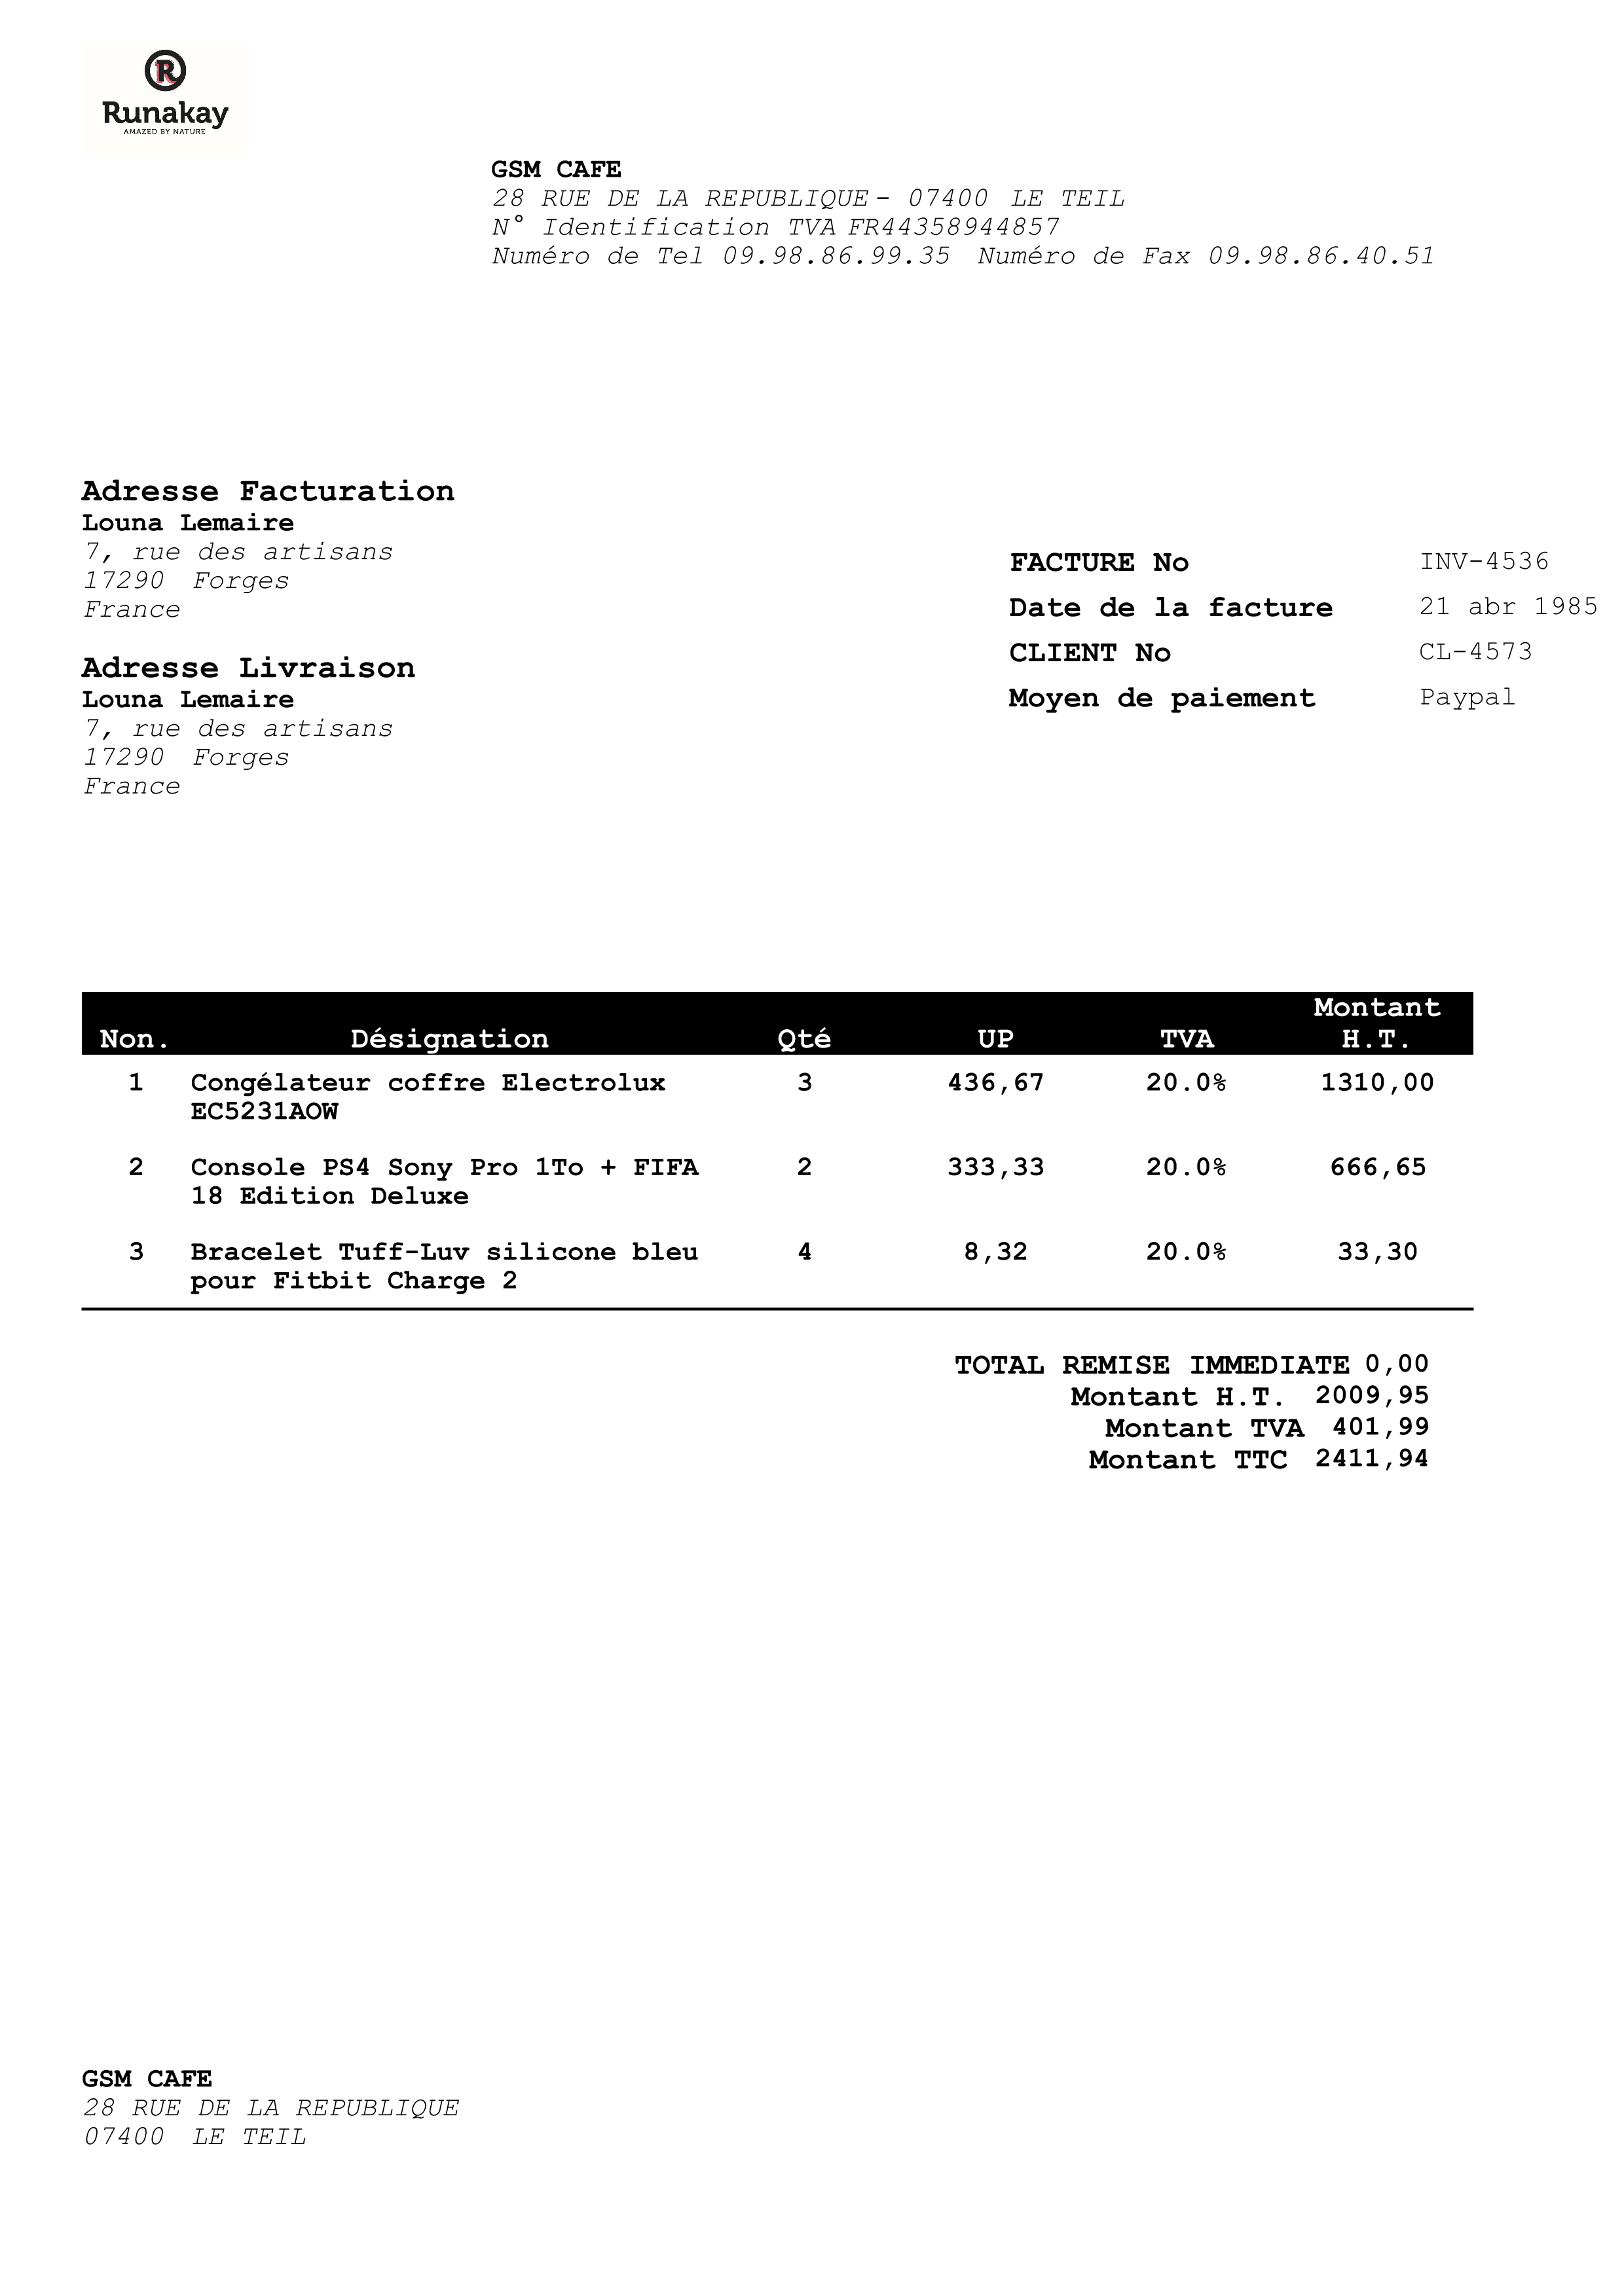 R
Runakay
AMAZED BY NATURE
GSM CAFE
28 RUE DE LA REPUBLIQUE - 07400 LE TEIL
N° Identification TVA FR44358944857
Numéro de Tel 09.98.86.99.35 Numéro de Fax 09.98.86.40.51
Adresse Facturation
Louna Lemaire
7, rue des artisans
17290 Forges
France
Adresse Livraison
Louna Lemaire
7, rue des artisans
17290 Forges
France
FACTURE No INV-4536
Date de la facture 21 abr 1985
CLIENT No CL-4573
Moyen de paiement Paypal
Non. Désignation Qté UP TVA Montant H.T.
1 Congélateur coffre Electrolux 3 436,67 20.0% 1310,00
EC5231AOW
2 Console PS4 Sony Pro 1To + FIFA 2 333,33 20.0% 666,65
18 Edition Deluxe
3 Bracelet Tuff-Luv silicone bleu 4 8,32 20.0% 33,30
pour Fitbit Charge 2
TOTAL REMISE IMMEDIATE 0,00
Montant H.T. 2009,95
Montant TVA 401,99
Montant TTC 2411,94
GSM CAFE
28 RUE DE LA REPUBLIQUE
07400 LE TEIL